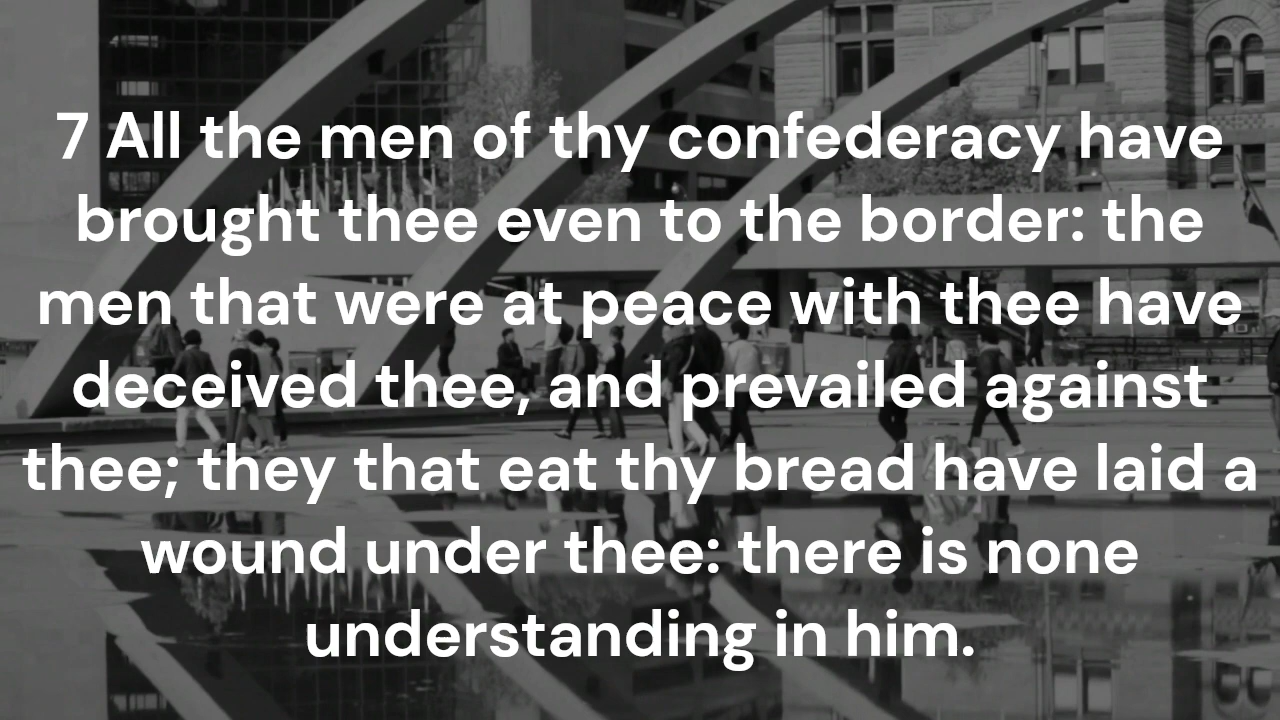 7 All the men of thy confederacy have
brought thee even to the border: the
men that were at peace with thee have
deceived thee, and prevailed against
thee; they that eat thy bread have laid a
wound under thee: there is none
understanding in him.